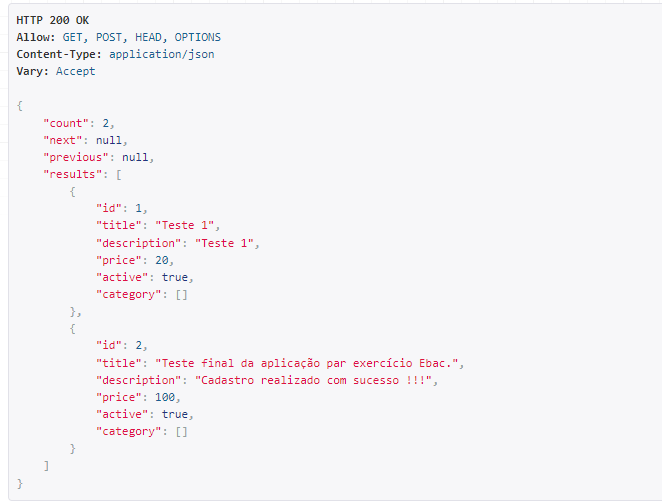 HTTP 200 OK
Allow: GET, POST, HEAD, OPTIONS
Content-Type: application/json
Vary: Accept
{
"count": 2,
"next": null,
"previous": null,
"results": [
{
"id": 1,
"title": "Teste 1",
"description": "Teste 1",
"price": 20,
"active": true,
"category": []
},
{
"id": 2,
"title": "Teste final da aplicação par exercício Ebac.",
"description": "Cadastro realizado com sucesso !!!",
"price": 100,
"active": true,
"category": []
}
]
}